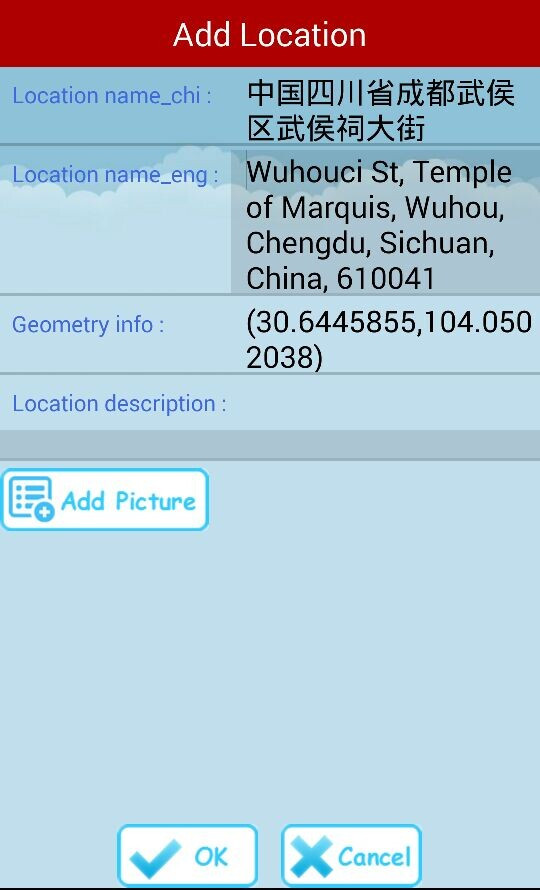 Add Location
Location name_chi :
中国四川省成都武侯
区武侯祠大街
Location name_eng :
Wuhouci St, Temple
of Marquis, Wuhou,
Chengdu, Sichuan,
China, 610041
Geometry info :
(30.6445855,104.050
2038)
Location description :
Add Picture
OK
Cancel